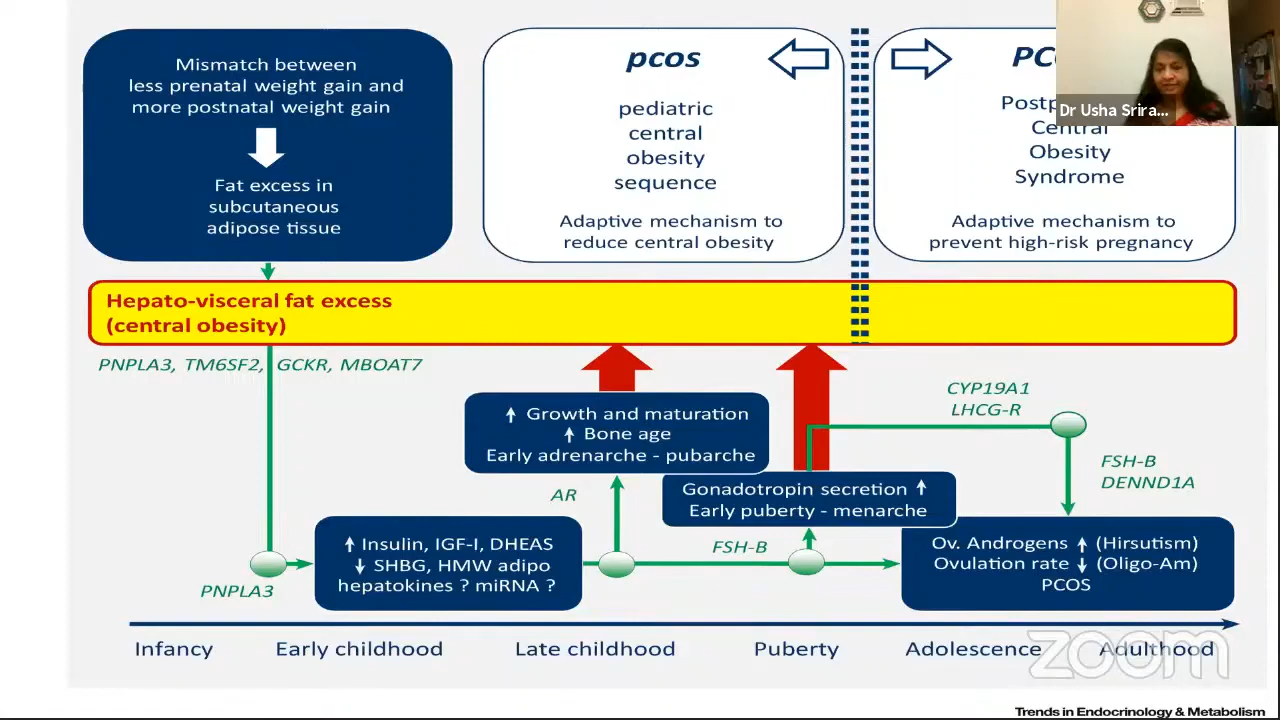 Mismatch between
less prenatal weight gain and
more postnatal weight gain
Fat excess in
subcutaneous
adipose tissue
pcos
pediatric
central
obesity
sequence
Adaptive mechanism to
reduce central obesity
Dr Usha Srira...
Central
Obesity
Syndrome
Adaptive mechanism to
prevent high-risk pregnancy
Hepato-visceral fat excess
(central obesity)
PNPLA3, TM6SF2, GCKR, MBOAT7
↑ Growth and maturation
↑ Bone age
Early adrenarche - pubarche
AR
Gonadotropin secretion ↑
Early puberty - menarche
CYP19A1
LHCG-R
FSH-B
DENND1A
↑ Insulin, IGF-I, DHEAS
↓ SHBG, HMW adipo
hepatokines ? miRNA ?
PNPLA3
FSH-B
Ov. Androgens ↑ (Hirsutism)
Ovulation rate ↓ (Oligo-Am)
PCOS
Infancy Early childhood Late childhood Puberty Adolescence Adulthood
zoom
Trends in Endocrinology & Metabolism